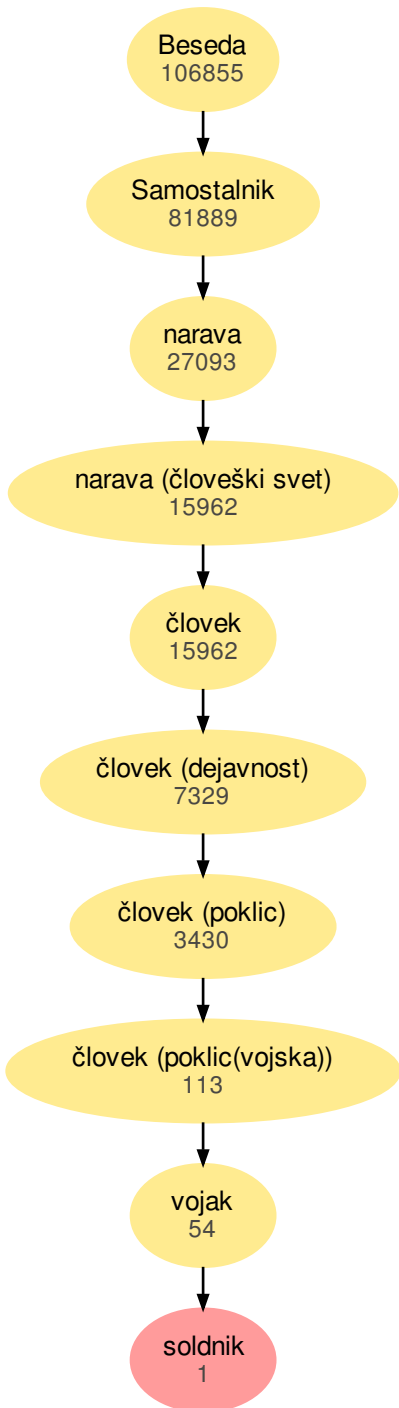 Beseda
106855
Samostalnik
81889
narava
27093
narava (človeški svet)
15962
človek
15962
človek (dejavnost)
7329
človek (poklic)
3430
človek (poklic(vojska))
113
vojak
54
soldnik
1